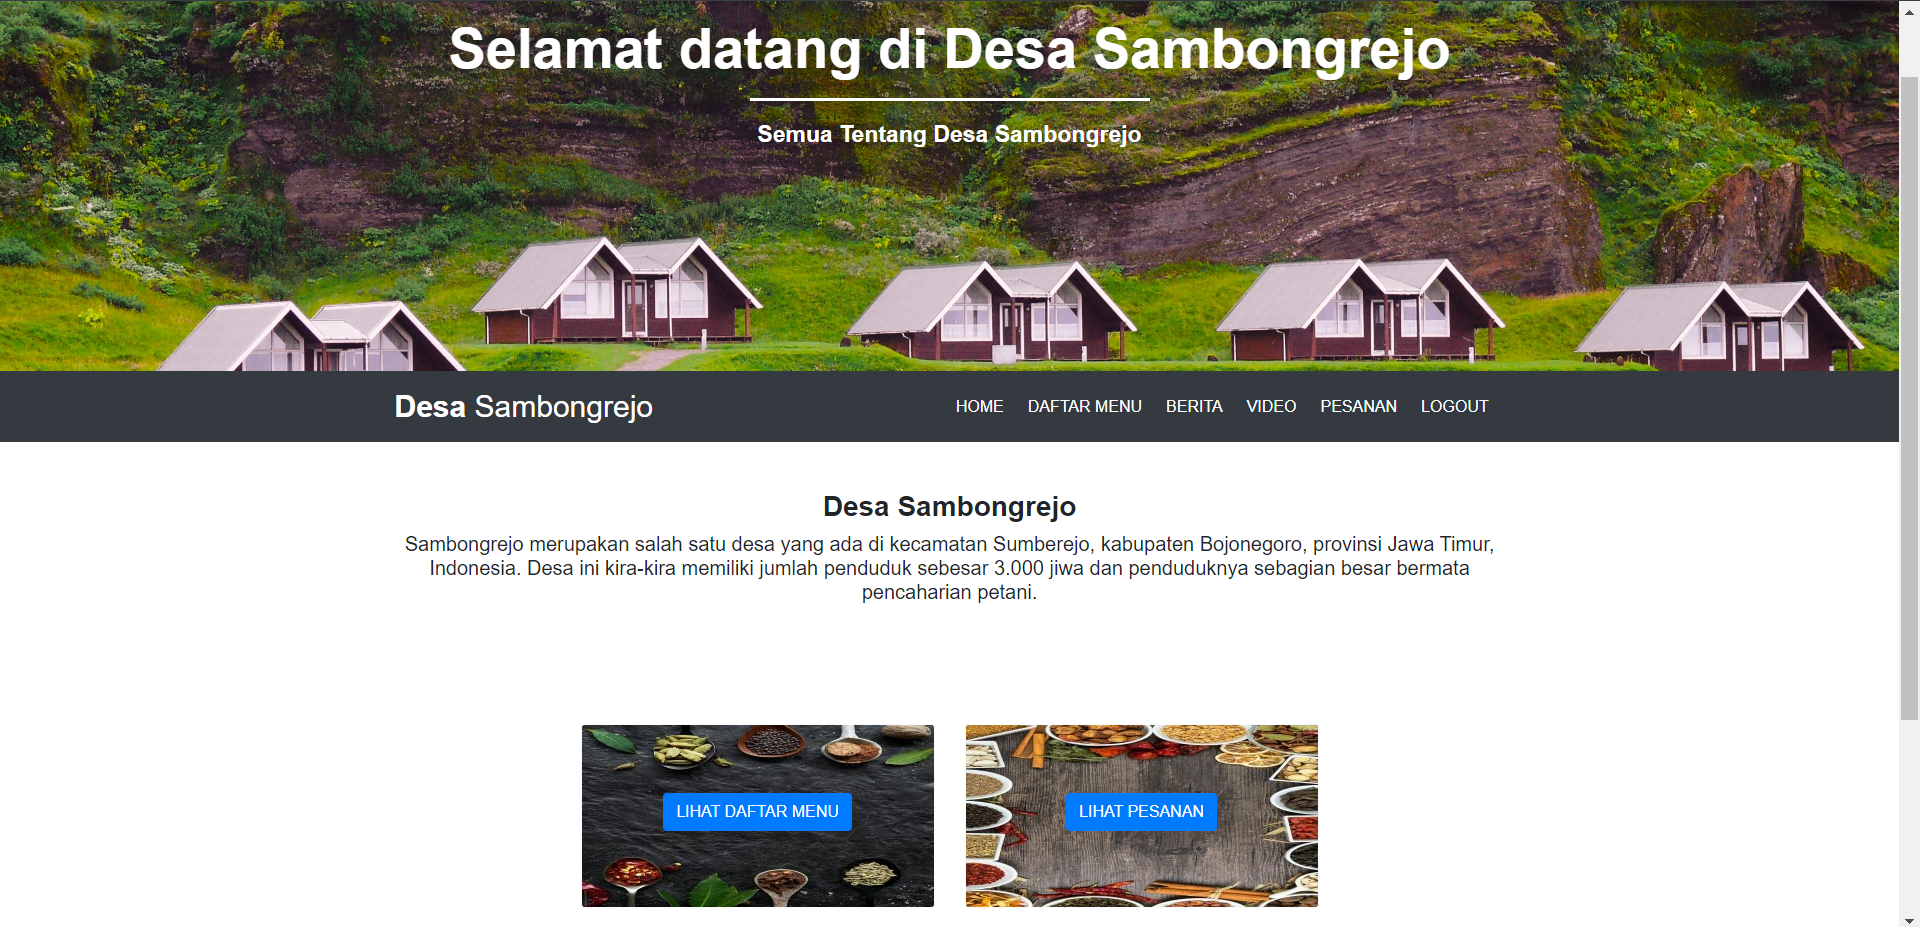 Selamat datang di Desa Sambongrejo
Semua Tentang Desa Sambongrejo
Desa Sambongrejo
HOME DAFTAR MENU BERITA VIDEO PESANAN LOGOUT
Desa Sambongrejo
Sambongrejo merupakan salah satu desa yang ada di kecamatan Sumberejo, kabupaten Bojonegoro, provinsi Jawa Timur,
Indonesia. Desa ini kira-kira memiliki jumlah penduduk sebesar 3.000 jiwa dan penduduknya sebagian besar bermata
pencaharian petani.
LIHAT DAFTAR MENU
LIHAT PESANAN